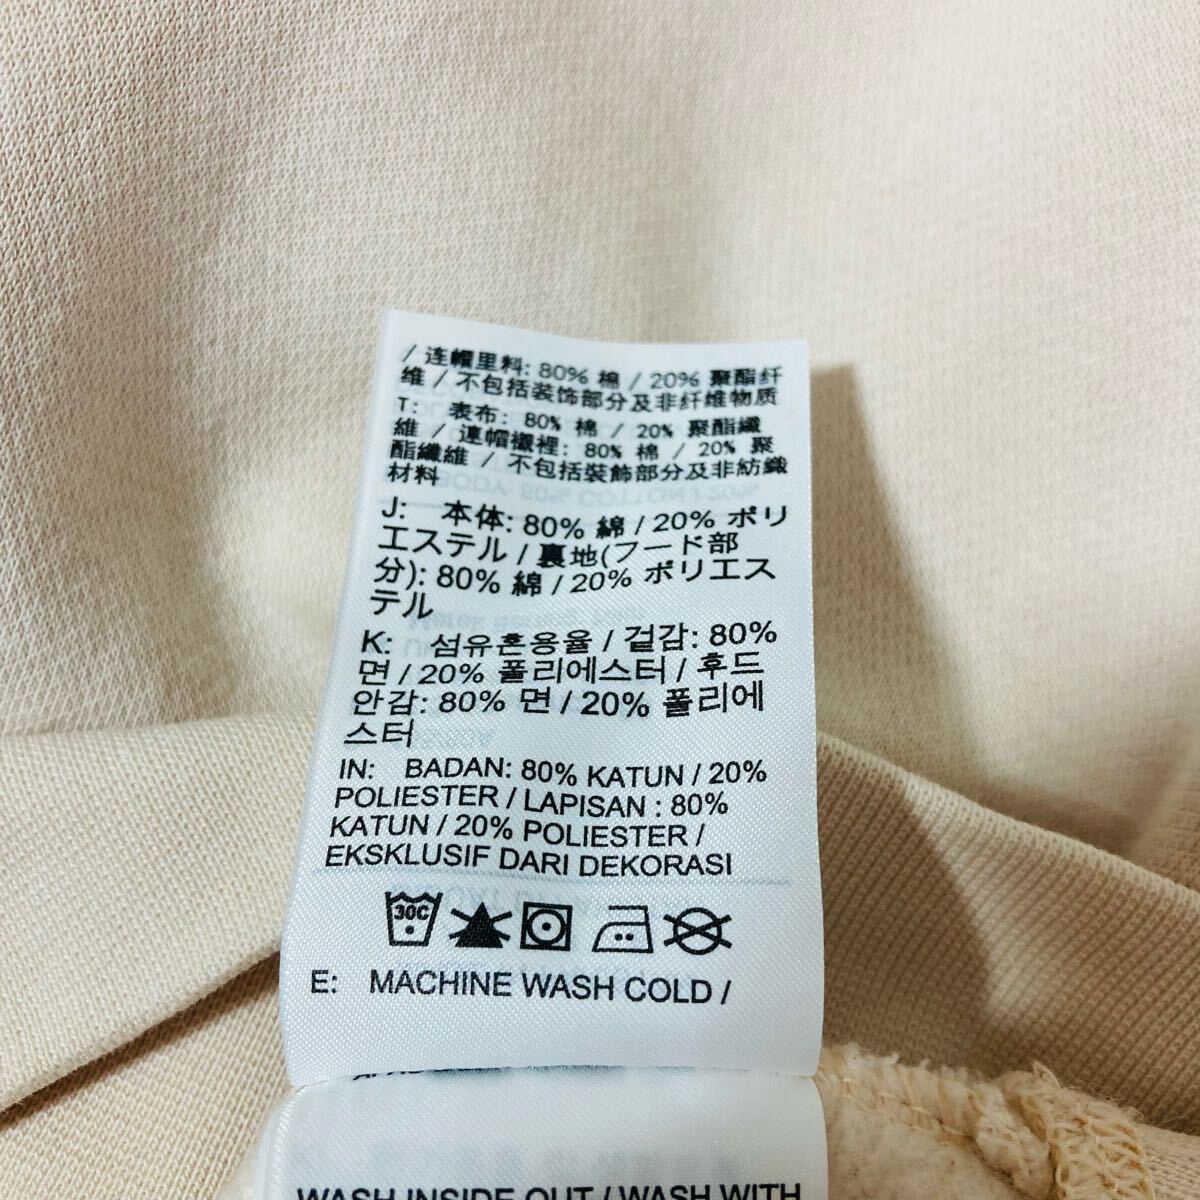 / 连帽里料: 80% 棉 / 20% 聚酯纤
维 / 不包括装饰部分及非纤维物质
T: 表布: 80% 棉 / 20% 聚酯纖
維 / 連帽襯裡: 80% 棉 / 20% 聚
酯纖維 / 不包括裝飾部分及非紡織
材料
J: 本体: 80% 綿 / 20% ポリ
エステル / 裏地(フード部
分): 80% 綿 / 20% ポリエス
テル
K: 섬유혼용율 / 겉감: 80%
면 / 20% 폴리에스터 / 후드
안감: 80% 면 / 20% 폴리에
스터
IN: BADAN: 80% KATUN / 20%
POLIESTER / LAPISAN : 80%
KATUN / 20% POLIESTER /
EKSKLUSIF DARI DEKORASI
30C
E: MACHINE WASH COLD /
WASH INSIDE OUT / WASH WITH